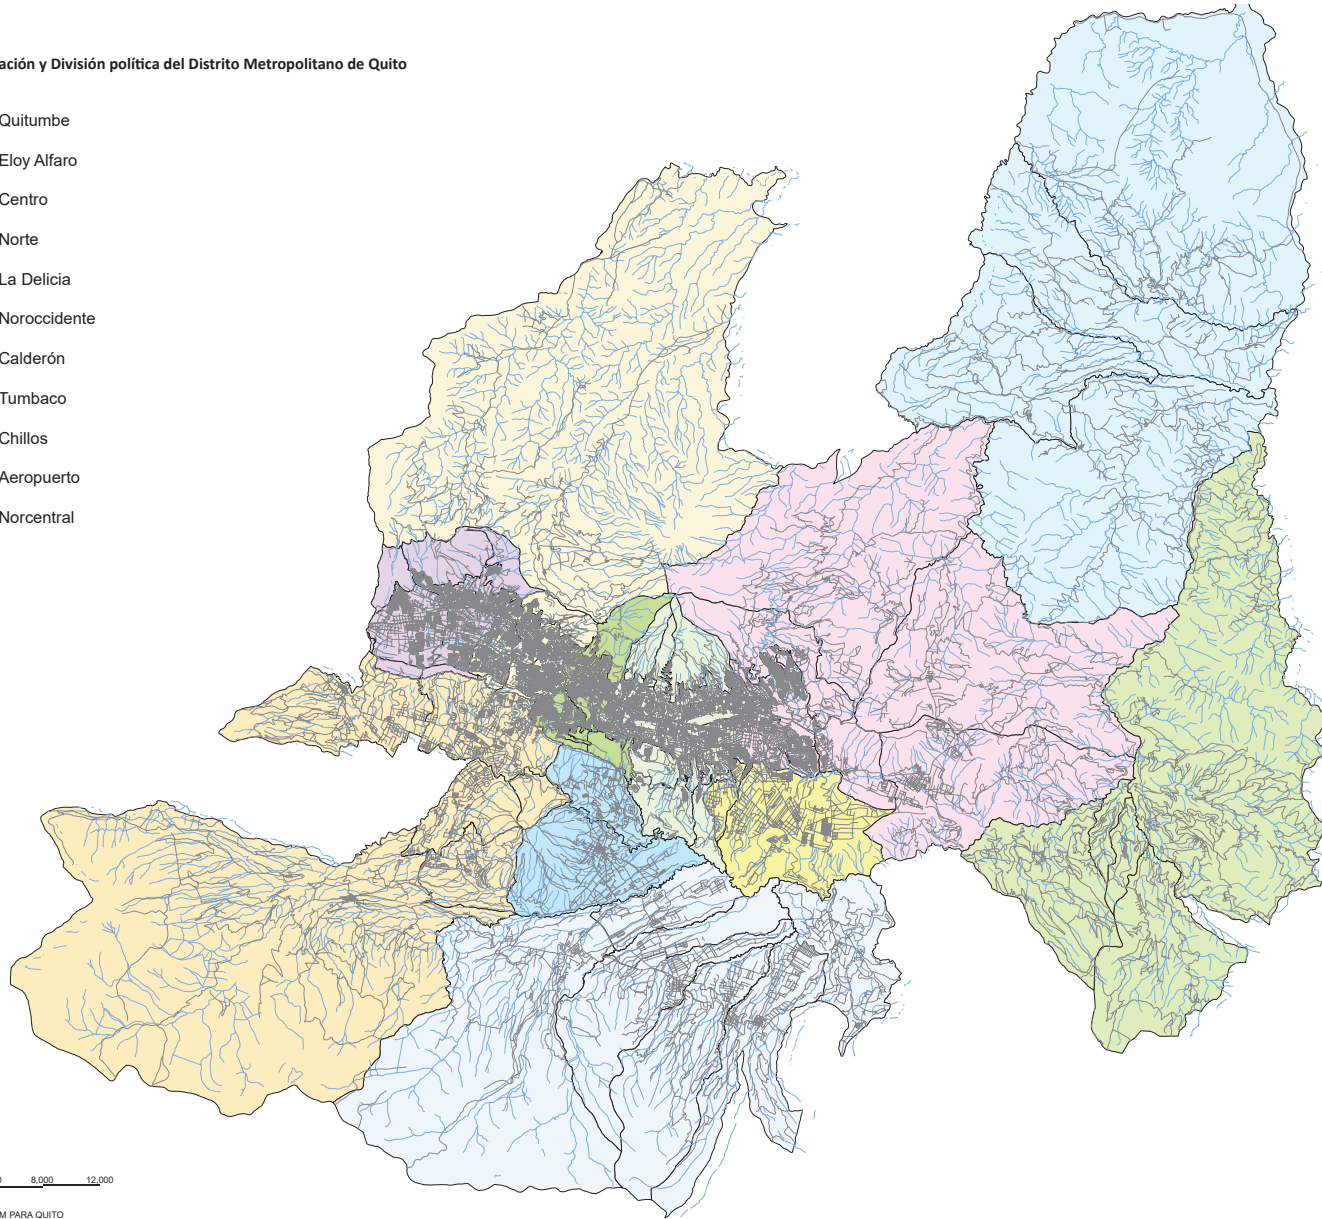 ación y División política del Distrito Metropolitano de Quito
Quitumbe
Eloy Alfaro
Centro
Norte
La Delicia
Noroccidente
Calderón
Tumbaco
Chillos
Aeropuerto
Norcentral
0 8,000 12,000
M PARA QUITO